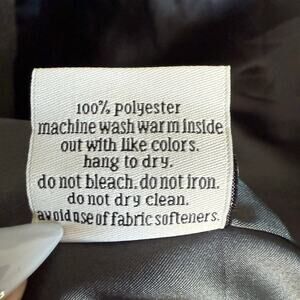 100% polyester
machine wash warm inside
out with like colors.
hang to dry.
do not bleach. do not iron.
do not dry clean.
avoid use of fabric softeners.